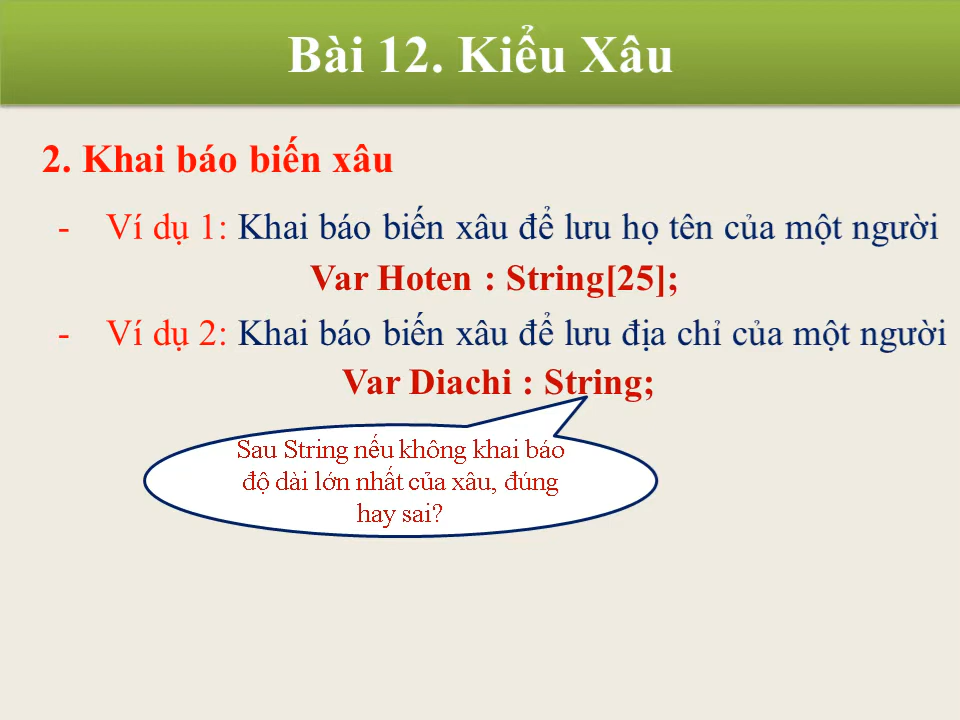 Bài 12. Kiểu Xâu
2. Khai báo biến xâu
- Ví dụ 1: Khai báo biến xâu để lưu họ tên của một người
Var Hoten : String[25];
- Ví dụ 2: Khai báo biến xâu để lưu địa chỉ của một người
Var Diachi : String;
Sau String nếu không khai báo
độ dài lớn nhất của xâu, đúng
hay sai?